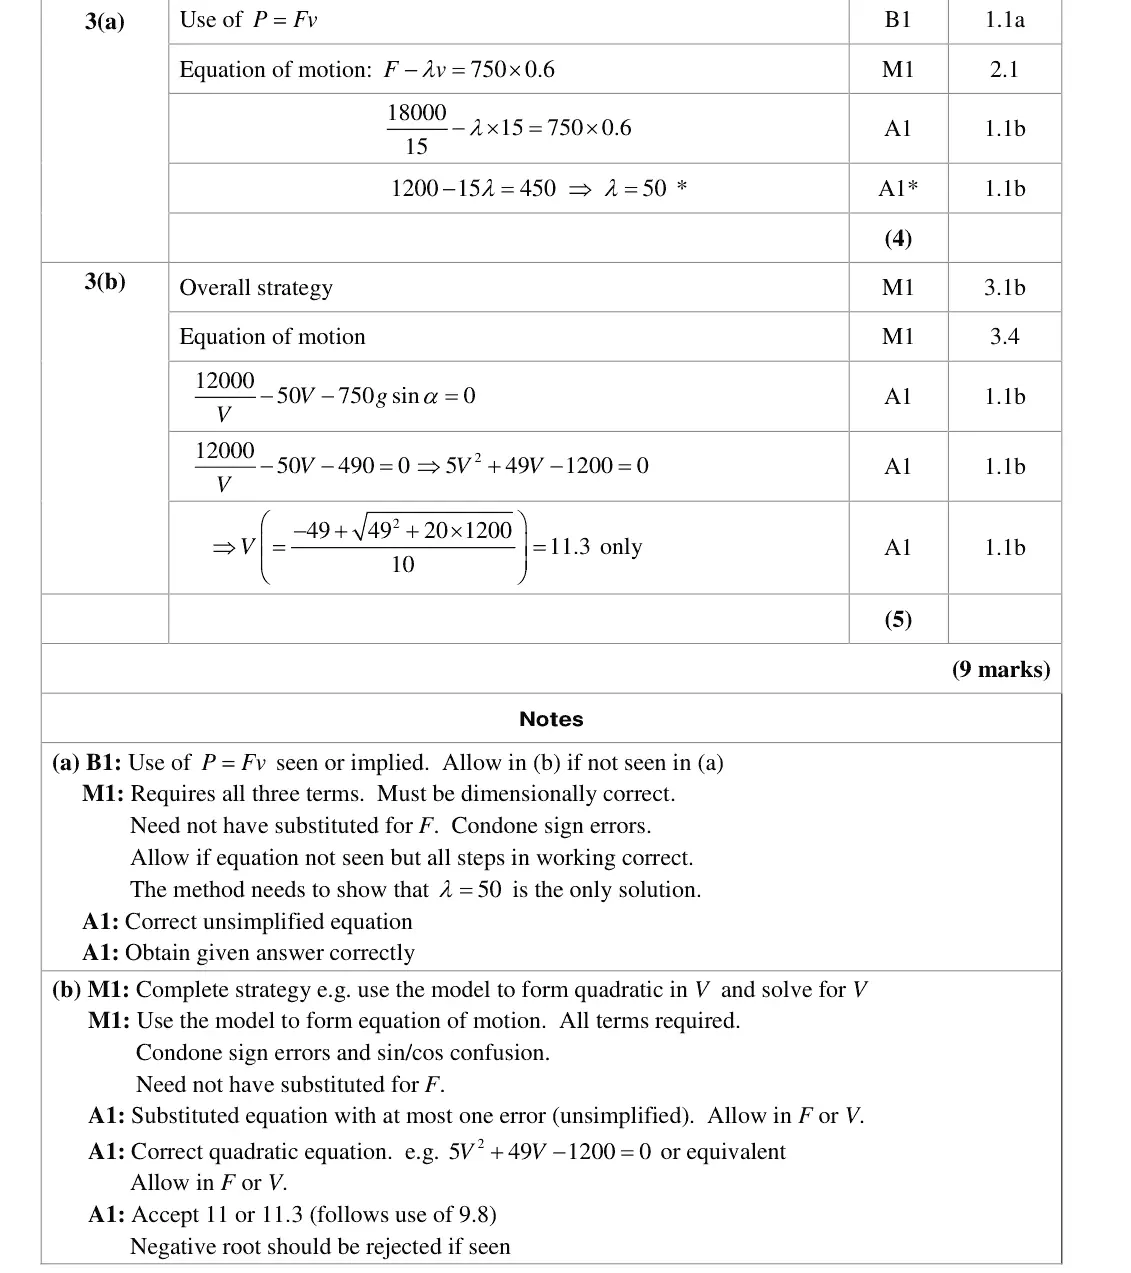 3(a) Use of P = Fv B1 1.1a
Equation of motion: F − λv = 750×0.6 M1 2.1
18000/15 − λ×15 = 750×0.6 A1 1.1b
1200−15λ = 450 ⇒ λ = 50 * A1* 1.1b
(4)
3(b) Overall strategy M1 3.1b
Equation of motion M1 3.4
12000/V − 50V − 750g sin α = 0 A1 1.1b
12000/V − 50V − 490 = 0 ⇒ 5V² + 49V − 1200 = 0 A1 1.1b
⇒ V (= (−49 + √(49² + 20×1200))/10) = 11.3 only A1 1.1b
(5)
(9 marks)
Notes
(a) B1: Use of P = Fv seen or implied. Allow in (b) if not seen in (a)
M1: Requires all three terms. Must be dimensionally correct.
Need not have substituted for F. Condone sign errors.
Allow if equation not seen but all steps in working correct.
The method needs to show that λ = 50 is the only solution.
A1: Correct unsimplified equation
A1: Obtain given answer correctly
(b) M1: Complete strategy e.g. use the model to form quadratic in V and solve for V
M1: Use the model to form equation of motion. All terms required.
Condone sign errors and sin/cos confusion.
Need not have substituted for F.
A1: Substituted equation with at most one error (unsimplified). Allow in F or V.
A1: Correct quadratic equation. e.g. 5V² + 49V − 1200 = 0 or equivalent
Allow in F or V.
A1: Accept 11 or 11.3 (follows use of 9.8)
Negative root should be rejected if seen